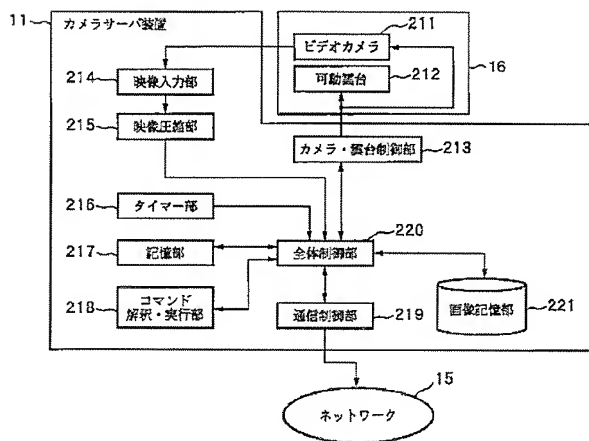 11
カメラサーバ装置
211
ビデオカメラ
212
可動雲台
16
214
映像入力部
215
映像圧縮部
カメラ・雲台制御部
213
216
タイマー部
220
217
記憶部
全体制御部
218
コマンド
解釈・実行部
通信制御部
219
画像記憶部
221
15
ネットワーク